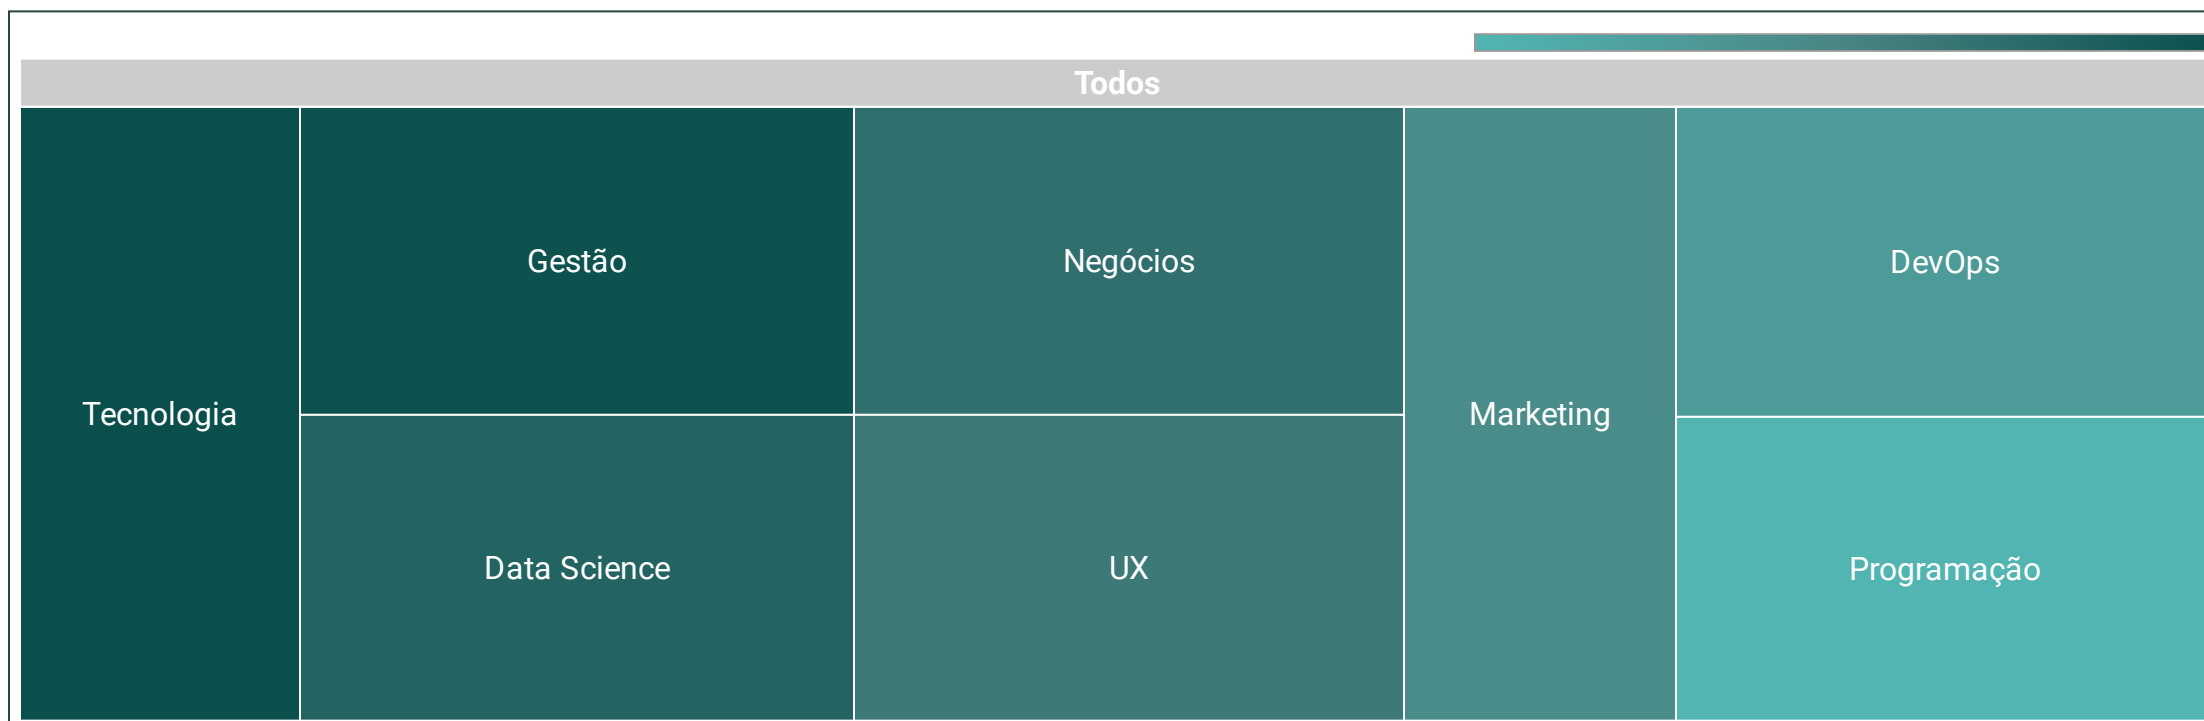 Todos
Tecnologia
Gestão
Data Science
Negócios
UX
Marketing
DevOps
Programação